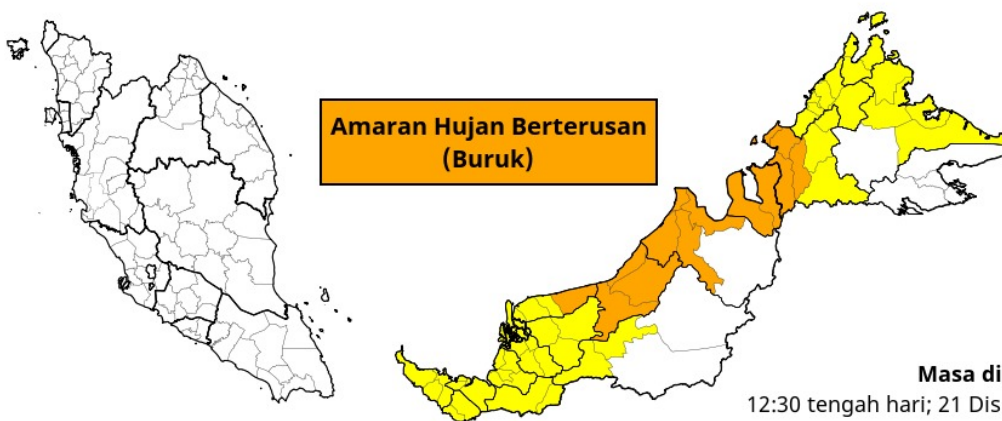 Amaran Hujan Berterusan
(Buruk)
Masa di
12:30 tengah hari; 21 Dis